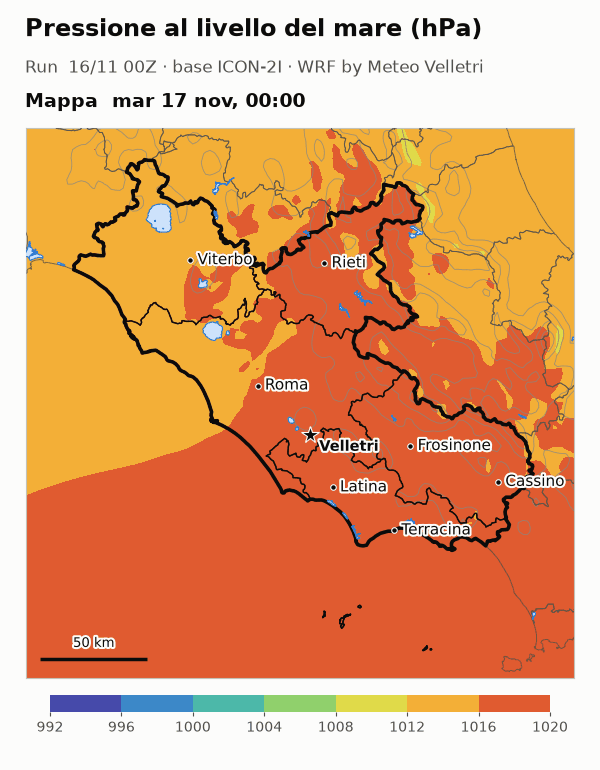 Pressione al livello del mare (hPa)
Run  16/11 00Z · base ICON-2I · WRF by Meteo Velletri
Mappa  mar 17 nov, 00:00
Viterbo
Rieti
Roma
Velletri
Frosinone
Cassino
Latina
Terracina
50 km
992 996 1000 1004 1008 1012 1016 1020